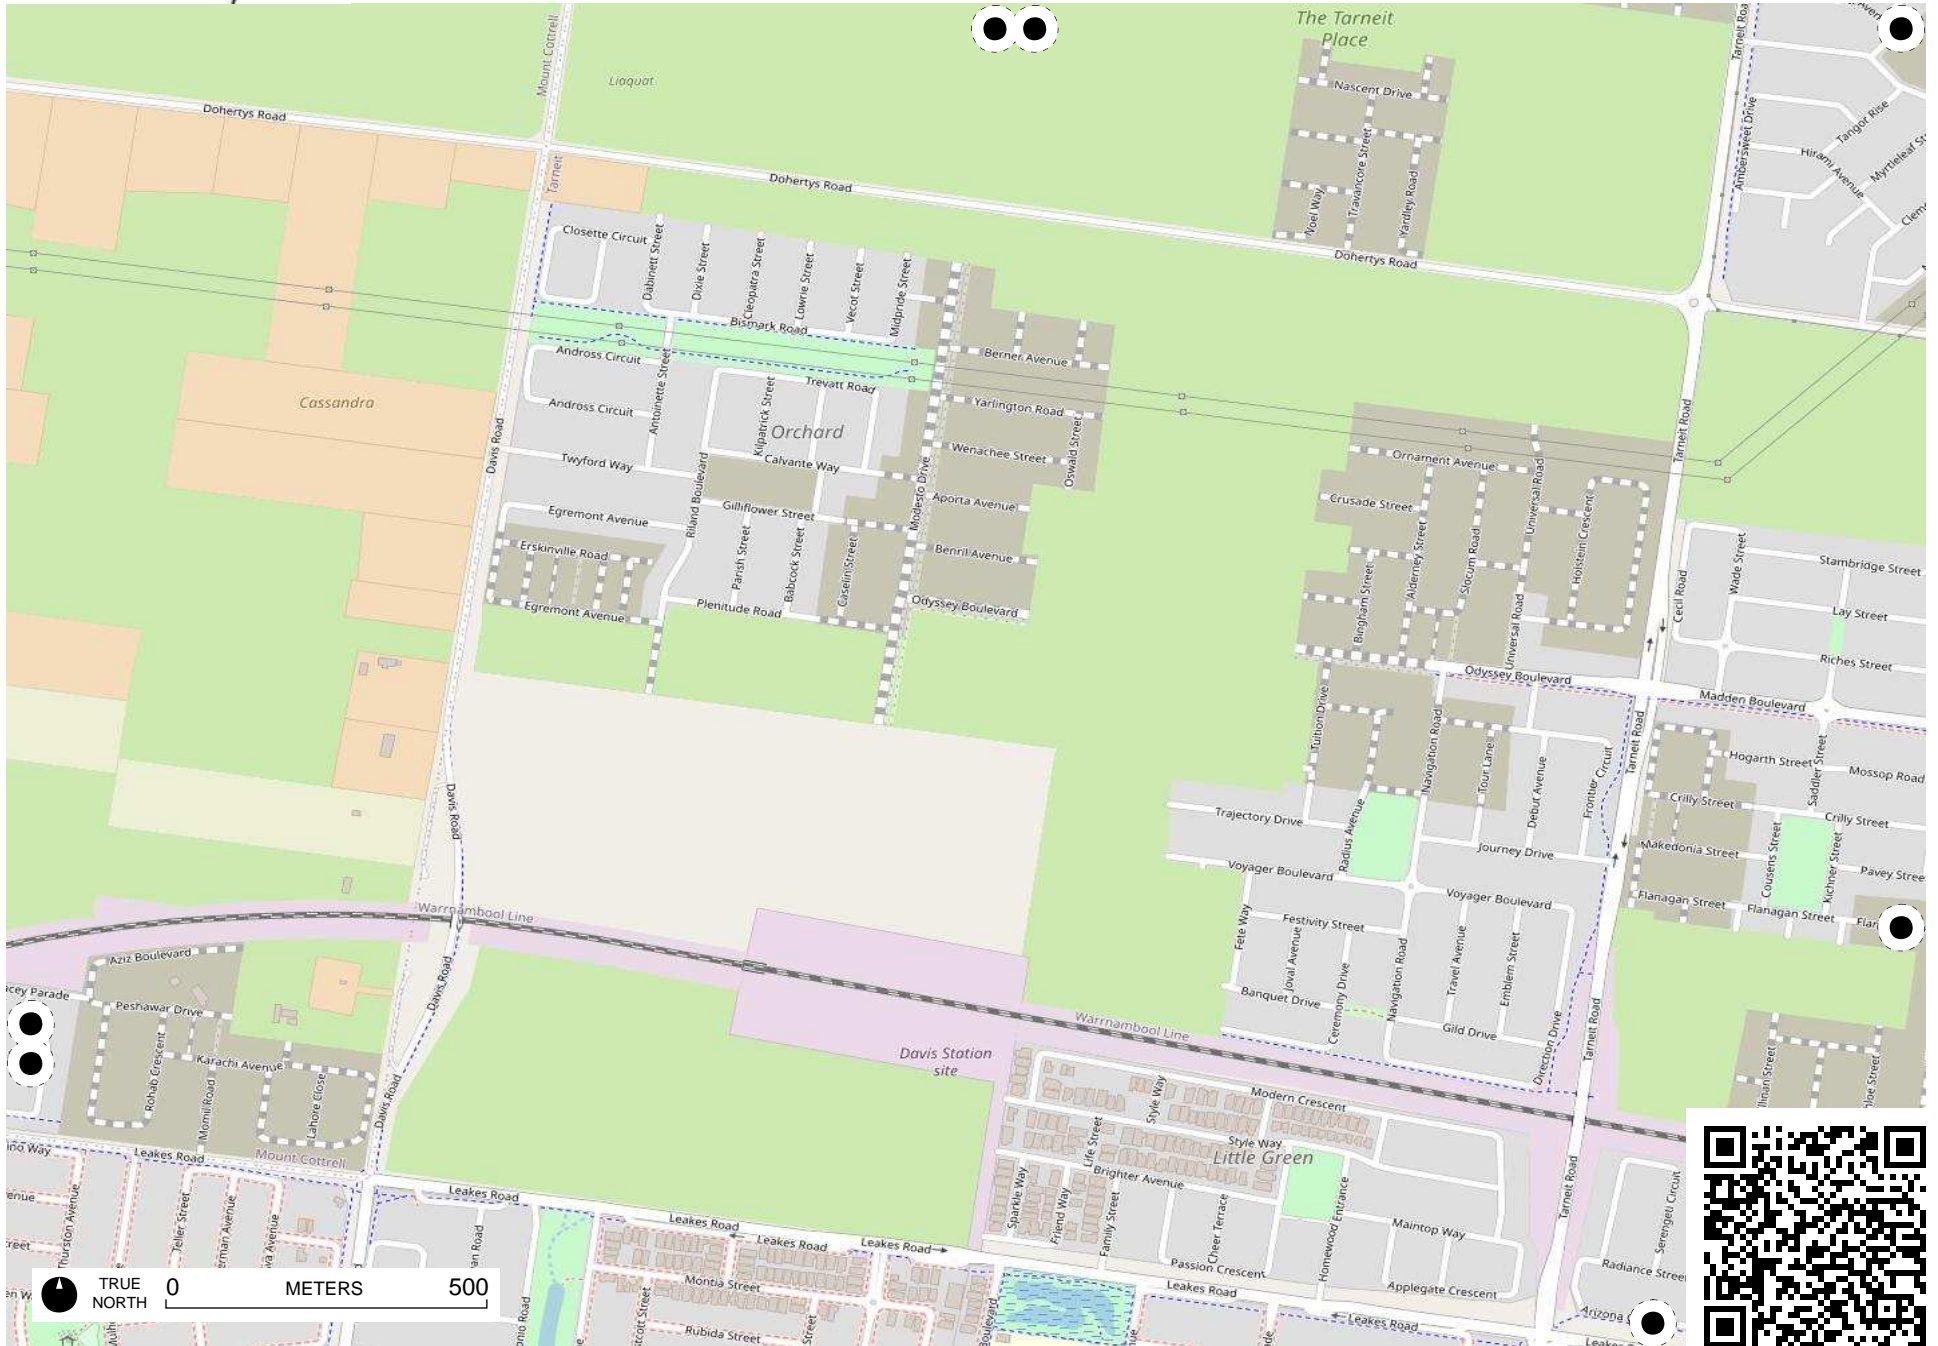 The Tarneit
Place
Mount Cottrell
Liaquat
Tarneit Road
Nascent Drive
Dohertys Road
Tarneit
Dohertys Road
Travancore Street
Yardley Road
Noel Way
Ambersweet Drive
Tangor Rise
Hirami Avenue
Dohertys Road
Closette Circuit
Dabinett Street
Dixie Street
Cleopatra Street
Lowrie Street
Vecot Street
Midpride Street
Bismark Road
Andross Circuit
Antoinette Street
Trevatt Road
Berner Avenue
Cassandra
Andross Circuit
Kilpatrick Street
Orchard
Yarlington Road
Oswald Street
Davis Road
Twyford Way
Riland Boulevard
Calvante Way
Wenachee Street
Modesto Drive
Aporta Avenue
Tarneit Road
Ornament Avenue
Universal Road
Crusade Street
Egremont Avenue
Gilliflower Street
Erskinville Road
Parish Street
Babcock Street
Caselin Street
Benril Avenue
Alderney Street
Slocum Road
Holstein Crescent
Bingham Street
Universal Road
Egremont Avenue
Plenitude Road
Odyssey Boulevard
Cecil Road
Wade Street
Stambridge Street
Lay Street
Riches Street
Odyssey Boulevard
Madden Boulevard
Tuition Drive
Navigation Road
Tour Lane
Debut Avenue
Frontier Circuit
Tarneit Road
Hogarth Street
Saddler Street
Mossop Road
Davis Road
Trajectory Drive
Radius Avenue
Journey Drive
Crilly Street
Crilly Street
Makedonia Street
Cousens Street
Kichner Street
Voyager Boulevard
Voyager Boulevard
Flanagan Street
Flanagan Street
Warrnambool Line
Fete Way
Festivity Street
Joval Avenue
Ceremony Drive
Navigation Road
Travel Avenue
Emblem Street
Aziz Boulevard
Davis Road
Peshawar Drive
Banquet Drive
Gild Drive
Direction Drive
Tarneit Road
Warrnambool Line
Davis Station
site
Rohab Crescent
Momil Road
Karachi Avenue
Lahore Close
Davis Road
Modern Crescent
Style Way
Style Way
Life Street
Little Green
Leakes Road
Mount Cottrell
Brighter Avenue
Sparkle Way
Friend Way
Family Street
Cheer Terrace
Homewood Entrance
Maintop Way
Tarneit Road
Serengeti Circuit
Leakes Road
Leakes Road
Leakes Road
Leakes Road
Thurston Avenue
Teller Street
Passion Crescent
Leakes Road
Applegate Crescent
Montia Street
Rubida Street
Leakes Road
TRUE
NORTH
0 METERS 500